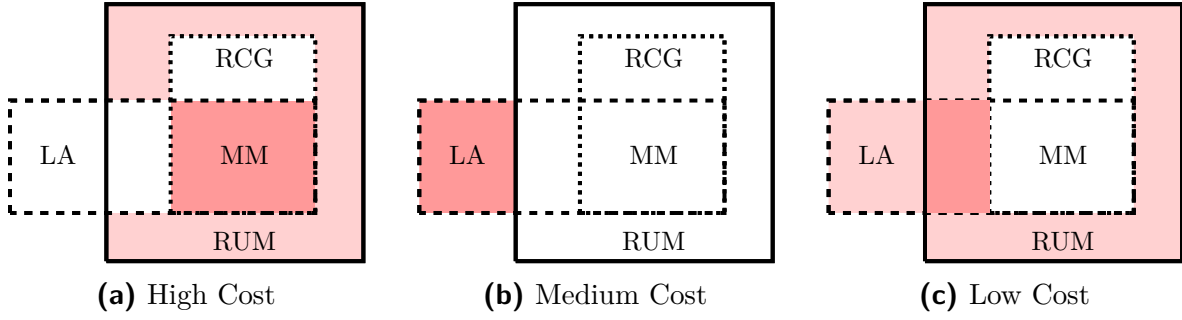 RCG RCG RCG
LA MM LA MM LA MM
RUM RUM RUM
(a) High Cost (b) Medium Cost (c) Low Cost